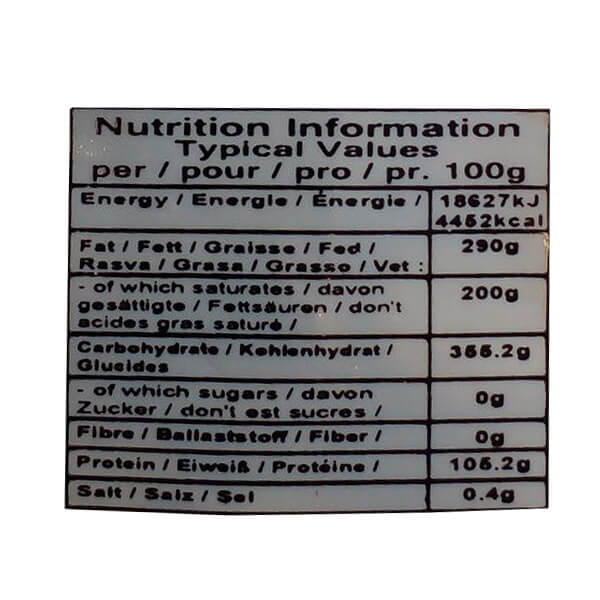 Nutrition Information
Typical Values
per / pour / pro / pr. 100g
Energy / Energie / Énergie / 18627kJ
4452kcal
Fat / Fett / Graisse / Fed / 290g
Rasva / Grasa / Grasso / Vet :
- of which saturates / davon 200g
gesättigte / Fettsäuren / don't
acides gras saturé /
Carbohydrate / Kohlenhydrat / 355.2g
Glucides
- of which sugars / davon 0g
Zucker / don't est sucres /
Fibre / Ballaststoff / Fiber / 0g
Protein / Eiweiß / Protéine / 105.2g
Salt / Salz / Sel 0.4g